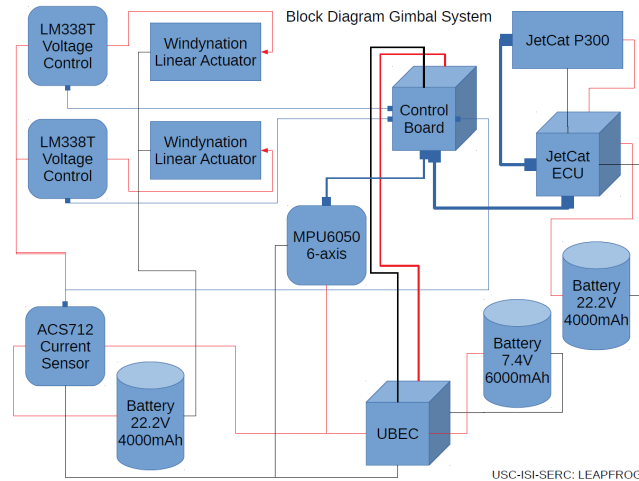 Block Diagram Gimbal System
LM338T
Voltage
Control
Windynation
Linear Actuator
JetCat P300
Control
Board
LM338T
Voltage
Control
Windynation
Linear Actuator
JetCat
ECU
MPU6050
6-axis
Battery
22.2V
4000mAh
ACS712
Current
Sensor
Battery
7.4V
6000mAh
Battery
22.2V
4000mAh
UBEC
USC-ISI-SERC: LEAPFROG